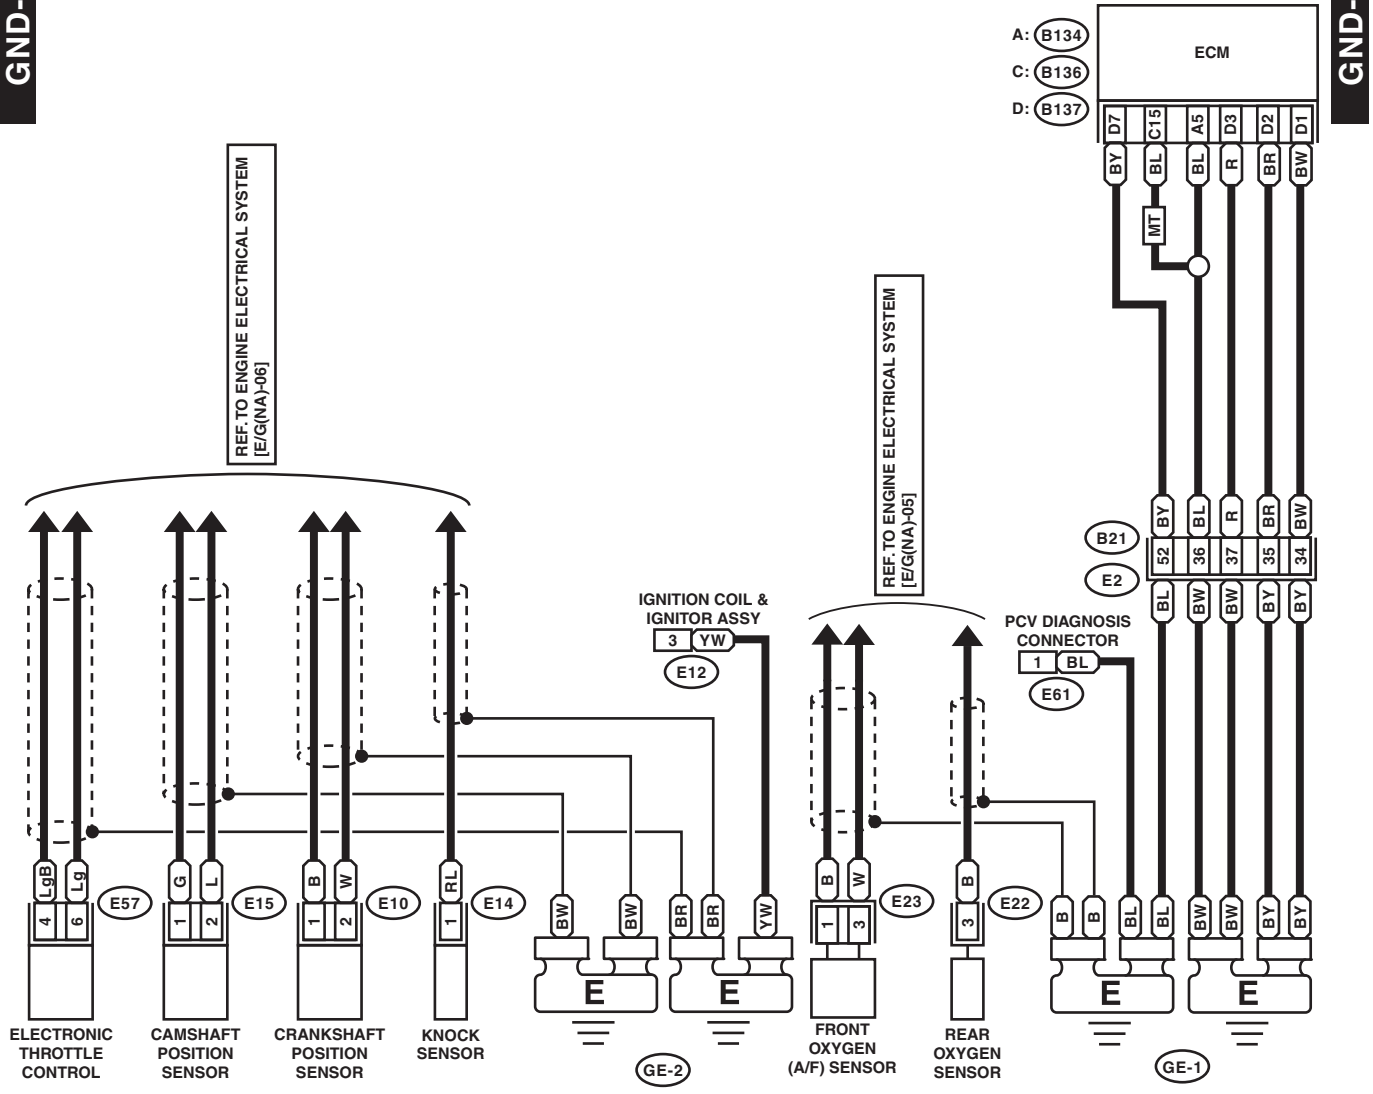 GND-
GND-
A: B134
C: B136
D: B137
ECM
D7 C15 A5 D3 D2 D1
BY BL BL R BR BW
MT
REF. TO ENGINE ELECTRICAL SYSTEM
[E/G(NA)-06]
REF. TO ENGINE ELECTRICAL SYSTEM
[E/G(NA)-05]
BY BL R BR BW
B21
52 36 37 35 34
E2
BL BW BW BY BY
IGNITION COIL &
IGNITOR ASSY
3 YW
E12
PCV DIAGNOSIS
CONNECTOR
1 BL
E61
LgB Lg G L B W RL
4 6 E57 1 2 E15 1 2 E10 1 E14
BW BW BR BR YW
B W B
1 3 E23 3 E22
B B BL BL BW BW BY BY
E E E E
ELECTRONIC
THROTTLE
CONTROL
CAMSHAFT
POSITION
SENSOR
CRANKSHAFT
POSITION
SENSOR
KNOCK
SENSOR
GE-2
FRONT
OXYGEN
(A/F) SENSOR
REAR
OXYGEN
SENSOR
GE-1